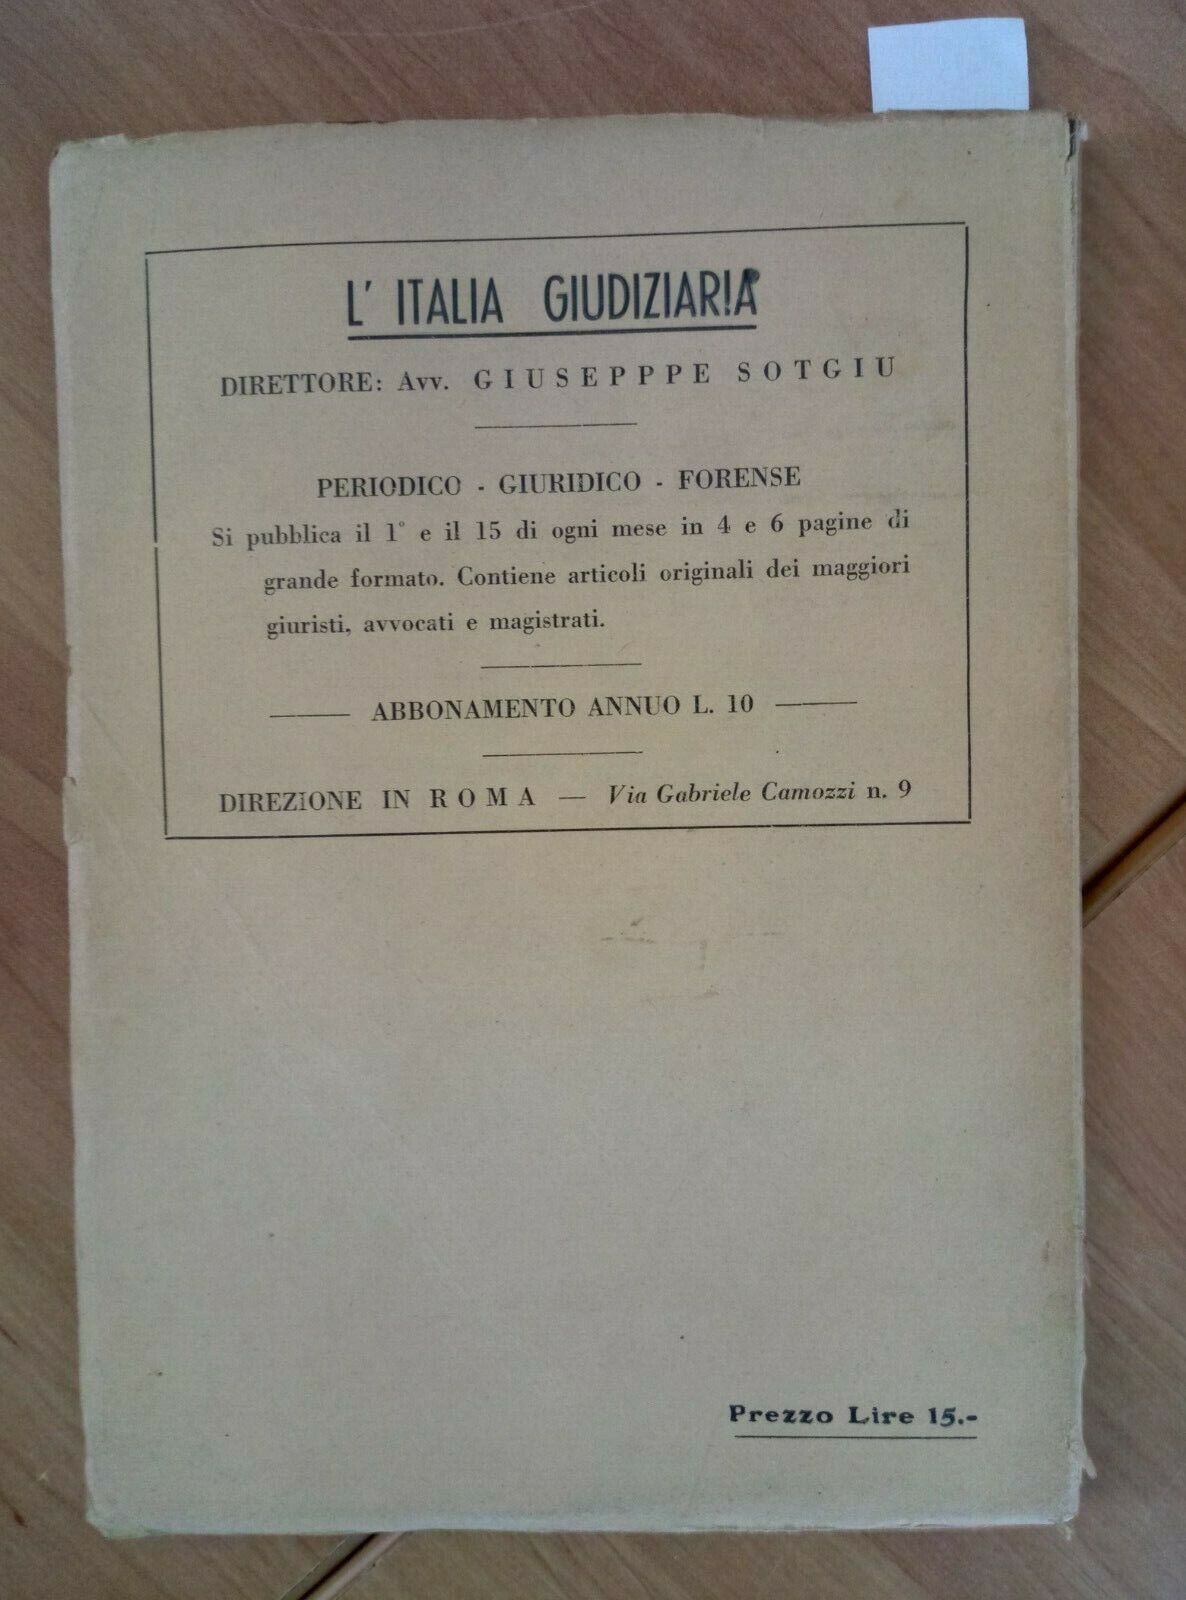 L' ITALIA GIUDIZIARIA
DIRETTORE: Avv. GIUSEPPPE SOTGIU
PERIODICO - GIURIDICO - FORENSE
Si pubblica il 1° e il 15 di ogni mese in 4 e 6 pagine di
grande formato. Contiene articoli originali dei maggiori
giuristi, avvocati e magistrati.
ABBONAMENTO ANNUO L. 10
DIREZIONE IN ROMA — Via Gabriele Camozzi n. 9
Prezzo Lire 15.-